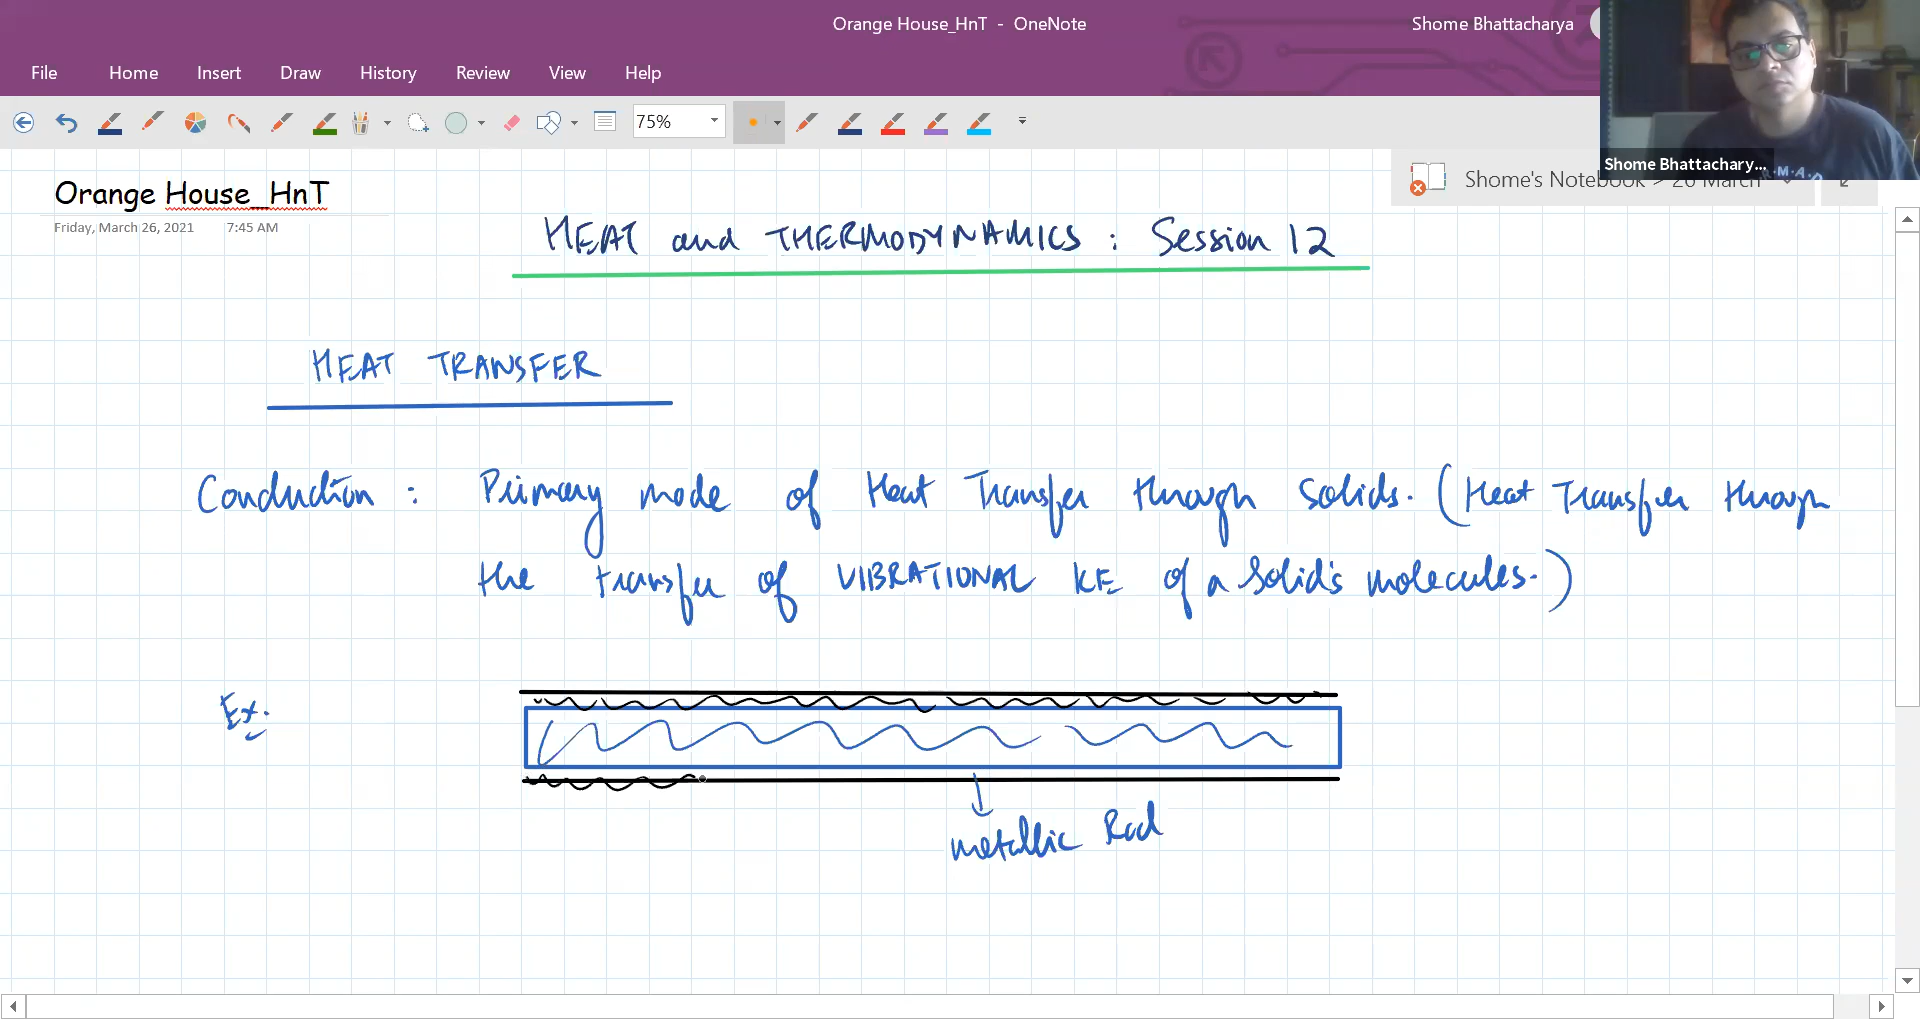 Orange House_HnT - OneNote
Shome Bhattacharya
File Home Insert Draw History Review View Help
75%
Shome Bhattachary...
R.M.A.D
Shome's Notebook > 26 March
Orange House_HnT
Friday, March 26, 2021 7:45 AM
HEAT and THERMODYNAMICS : Session 12
HEAT TRANSFER
Conduction : Primary mode of Heat Transfer through solids. (Heat Transfer through
the transfer of VIBRATIONAL KE of a solid's molecules.)
Ex.
metallic Rod